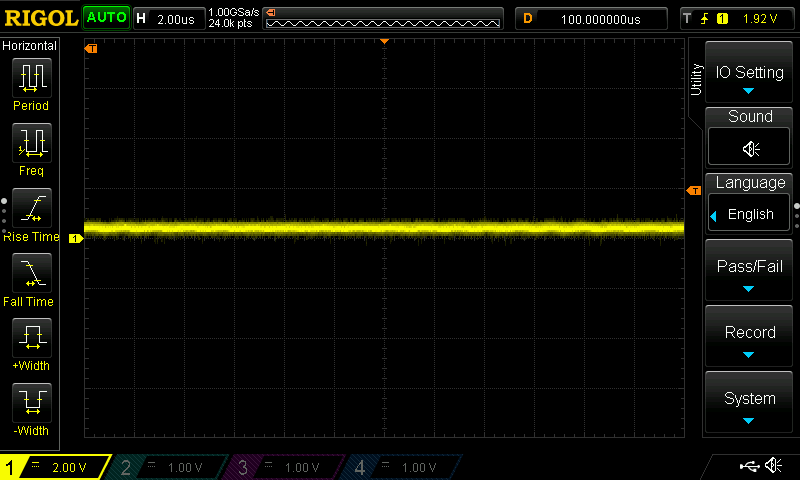 RIGOL AUTO H 2.00us 1.00GSa/s D 100.000000us T 1 1.92 V
24.0k pts
Horizontal
Period
Freq
Rise Time
Fall Time
+Width
-Width
T
T
1
Utility
IO Setting
Sound
Language
English
Pass/Fail
Record
System
1 = 2.00 V 2 = 1.00 V 3 = 1.00 V 4 = 1.00 V